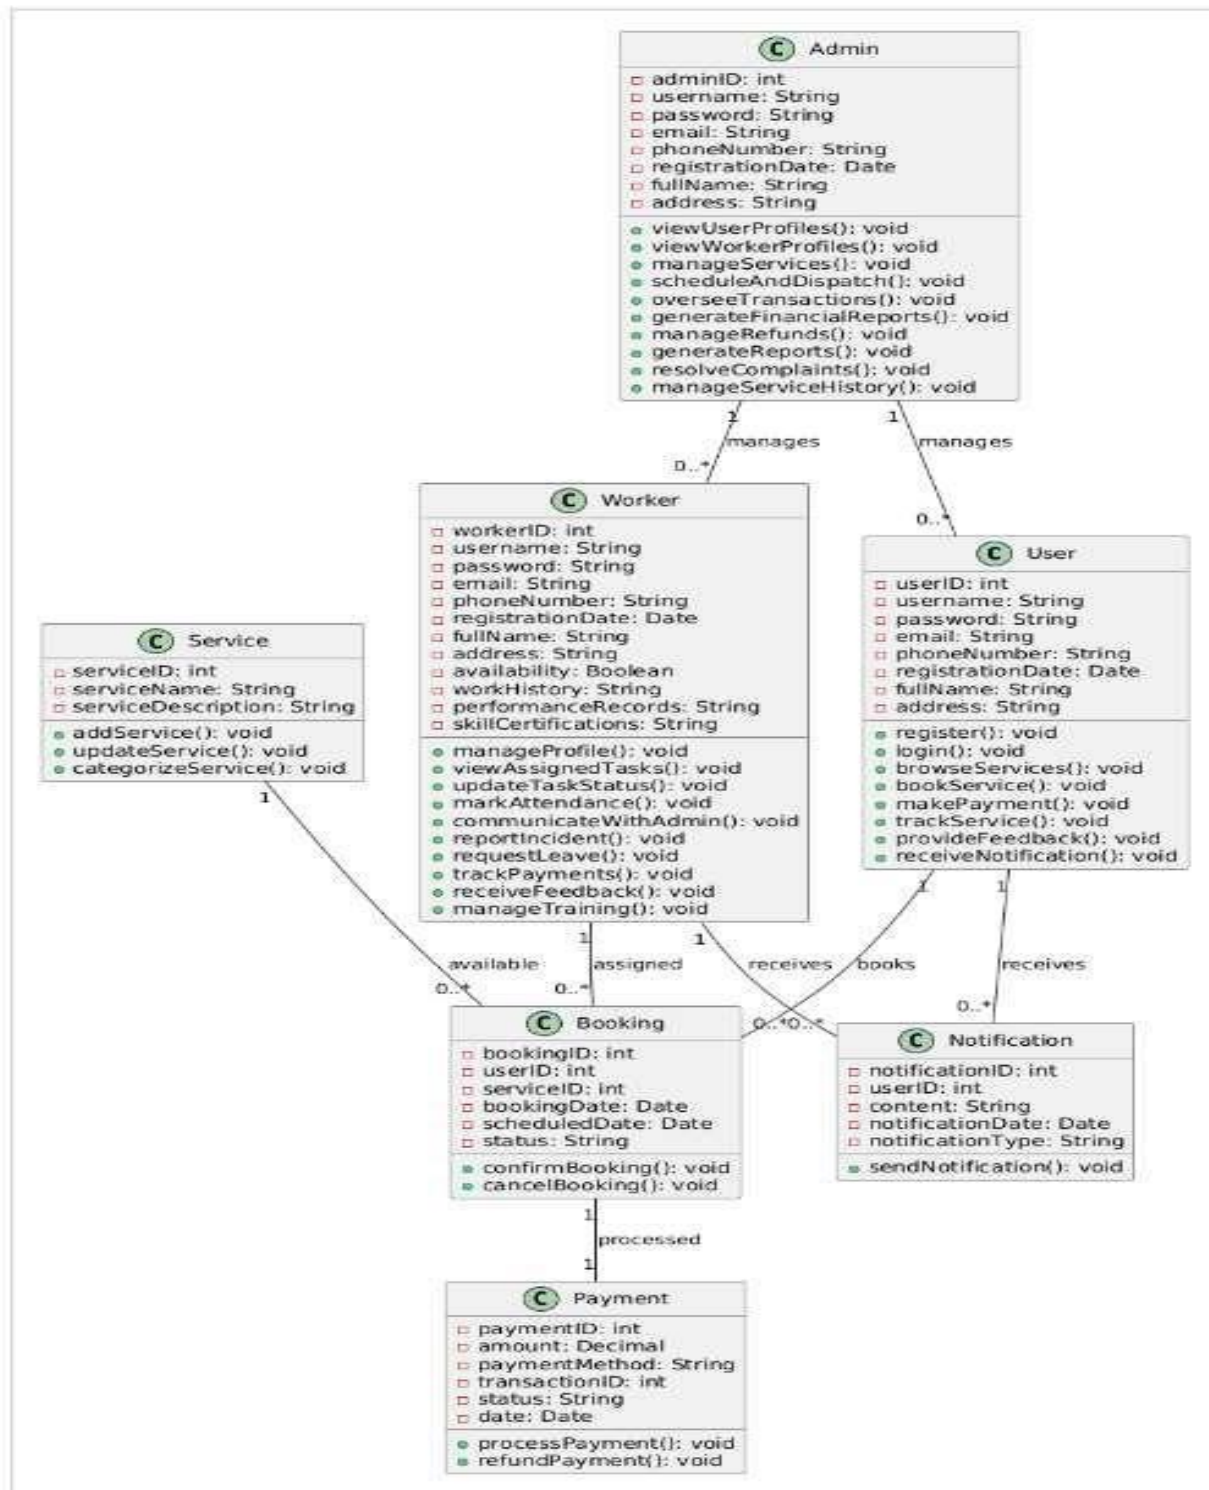 C Admin
adminID: int
username: String
password: String
email: String
phoneNumber: String
registrationDate: Date
fullName: String
address: String
viewUserProfiles(): void
viewWorkerProfiles(): void
manageServices(): void
scheduleAndDispatch(): void
overseeTransactions(): void
generateFinancialReports(): void
manageRefunds(): void
generateReports(): void
resolveComplaints(): void
manageServiceHistory(): void
1
manages
0..*
1
manages
0..*
C Worker
workerID: int
username: String
password: String
email: String
phoneNumber: String
registrationDate: Date
fullName: String
address: String
availability: Boolean
workHistory: String
performanceRecords: String
skillCertifications: String
manageProfile(): void
viewAssignedTasks(): void
updateTaskStatus(): void
markAttendance(): void
communicateWithAdmin(): void
reportIncident(): void
requestLeave(): void
trackPayments(): void
receiveFeedback(): void
manageTraining(): void
C User
userID: int
username: String
password: String
email: String
phoneNumber: String
registrationDate: Date
fullName: String
address: String
register(): void
login(): void
browseServices(): void
bookService(): void
makePayment(): void
trackService(): void
provideFeedback(): void
receiveNotification(): void
C Service
serviceID: int
serviceName: String
serviceDescription: String
addService(): void
updateService(): void
categorizeService(): void
1
available
0..*
1
assigned
0..*
1
receives
0..*
1
books
0..*
1
receives
0..*
C Booking
bookingID: int
userID: int
serviceID: int
bookingDate: Date
scheduledDate: Date
status: String
confirmBooking(): void
cancelBooking(): void
C Notification
notificationID: int
userID: int
content: String
notificationDate: Date
notificationType: String
sendNotification(): void
1
processed
1
C Payment
paymentID: int
amount: Decimal
paymentMethod: String
transactionID: int
status: String
date: Date
processPayment(): void
refundPayment(): void